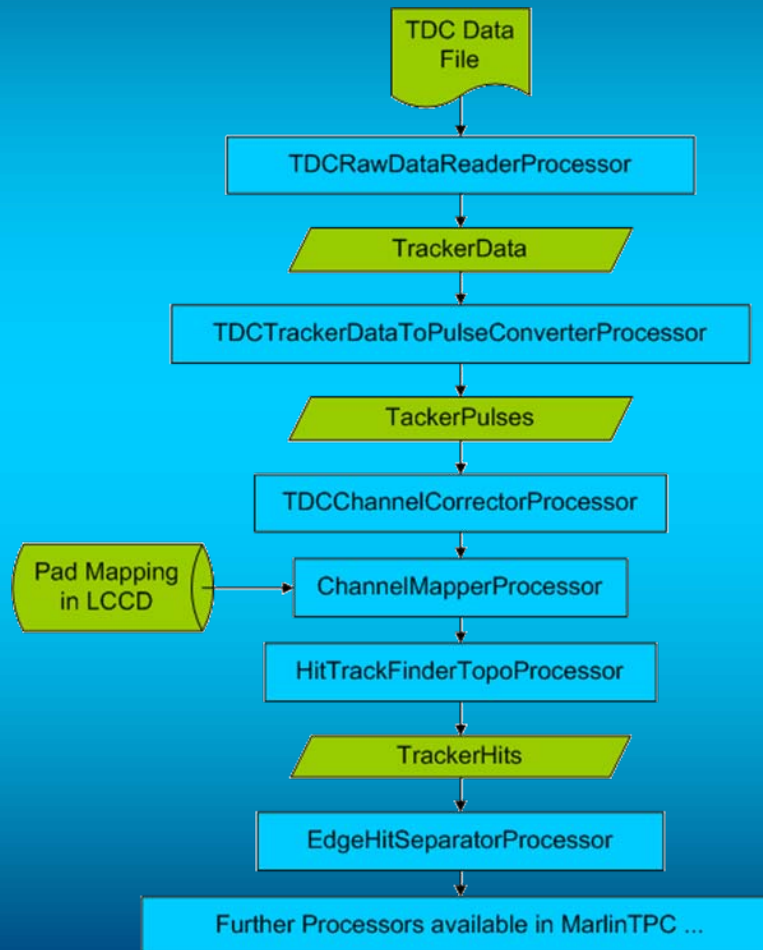 TDC Data
File
TDCRawDataReaderProcessor
TrackerData
TDCTrackerDataToPulseConverterProcessor
TackerPulses
TDCChannelCorrectorProcessor
Pad Mapping
in LCCD
ChannelMapperProcessor
HitTrackFinderTopoProcessor
TrackerHits
EdgeHitSeparatorProcessor
Further Processors available in MarlinTPC ...